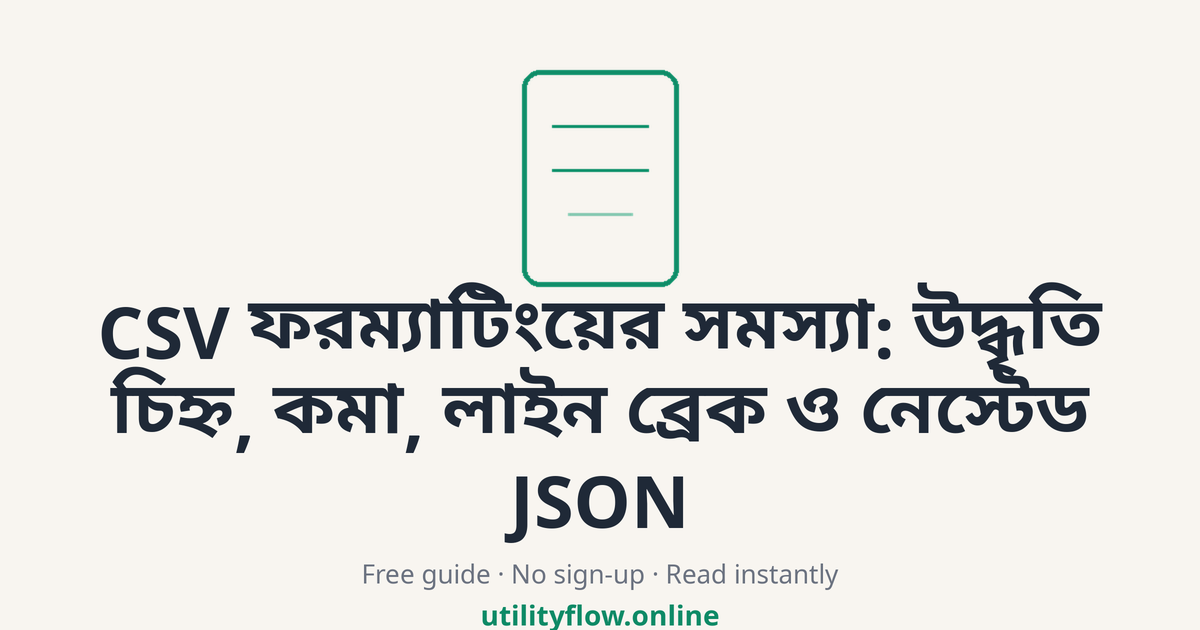 CSV ফরম্যাটিংয়ের সমস্যা: উদ্ধৃতি
চিহ্ন, কমা, লাইন ব্রেক ও নেস্টেড
JSON
Free guide · No sign-up · Read instantly
utilityflow.online